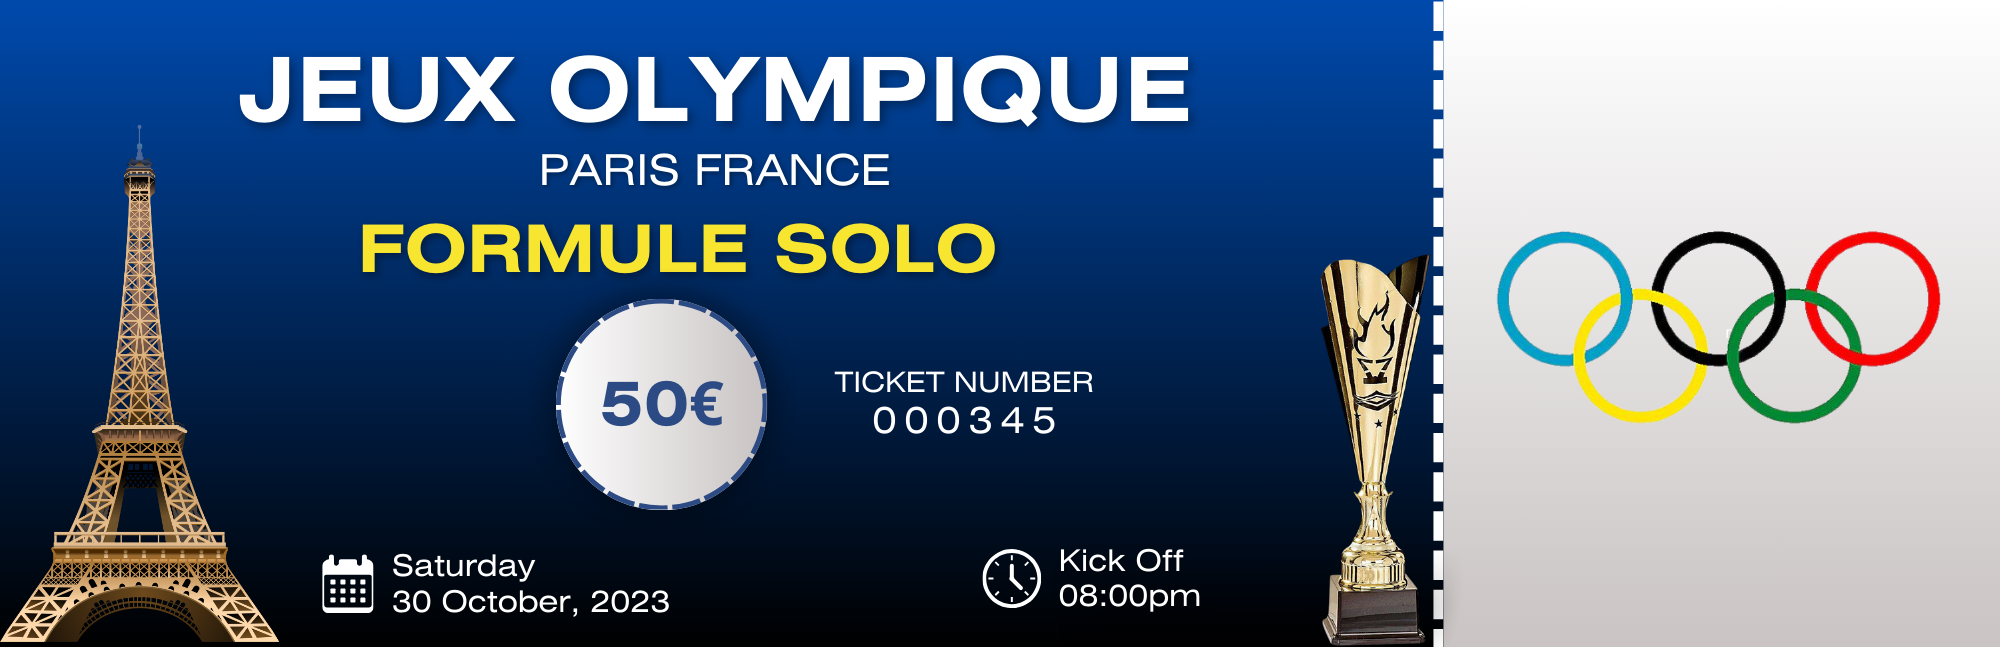 JEUX OLYMPIQUE
PARIS FRANCE
FORMULE SOLO
50€
TICKET NUMBER
000345
Saturday
30 October, 2023
Kick Off
08:00pm